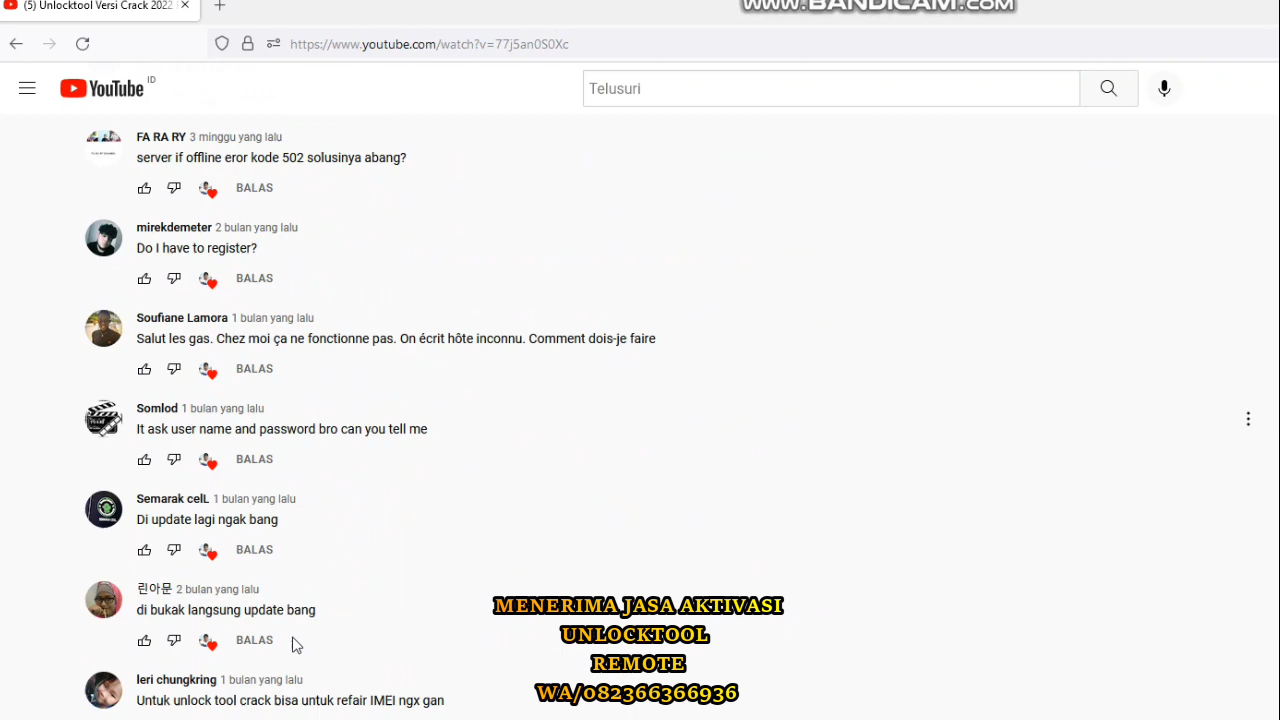 WWW.BANDICAM.COM
(5) Unlocktool Versi Crack 2022
https://www.youtube.com/watch?v=77j5an0S0Xc
YouTube ID
Telusuri
FA RA RY 3 minggu yang lalu
server if offline eror kode 502 solusinya abang?
BALAS
mirekdemeter 2 bulan yang lalu
Do I have to register?
BALAS
Soufiane Lamora 1 bulan yang lalu
Salut les gas. Chez moi ça ne fonctionne pas. On écrit hôte inconnu. Comment dois-je faire
BALAS
Somlod 1 bulan yang lalu
It ask user name and password bro can you tell me
BALAS
Semarak celL 1 bulan yang lalu
Di update lagi ngak bang
BALAS
린아문 2 bulan yang lalu
di bukak langsung update bang
BALAS
leri chungkring 1 bulan yang lalu
Untuk unlock tool crack bisa untuk refair IMEI ngx gan
MENERIMA JASA AKTIVASI
UNLOCKTOOL
REMOTE
WA/082366366936